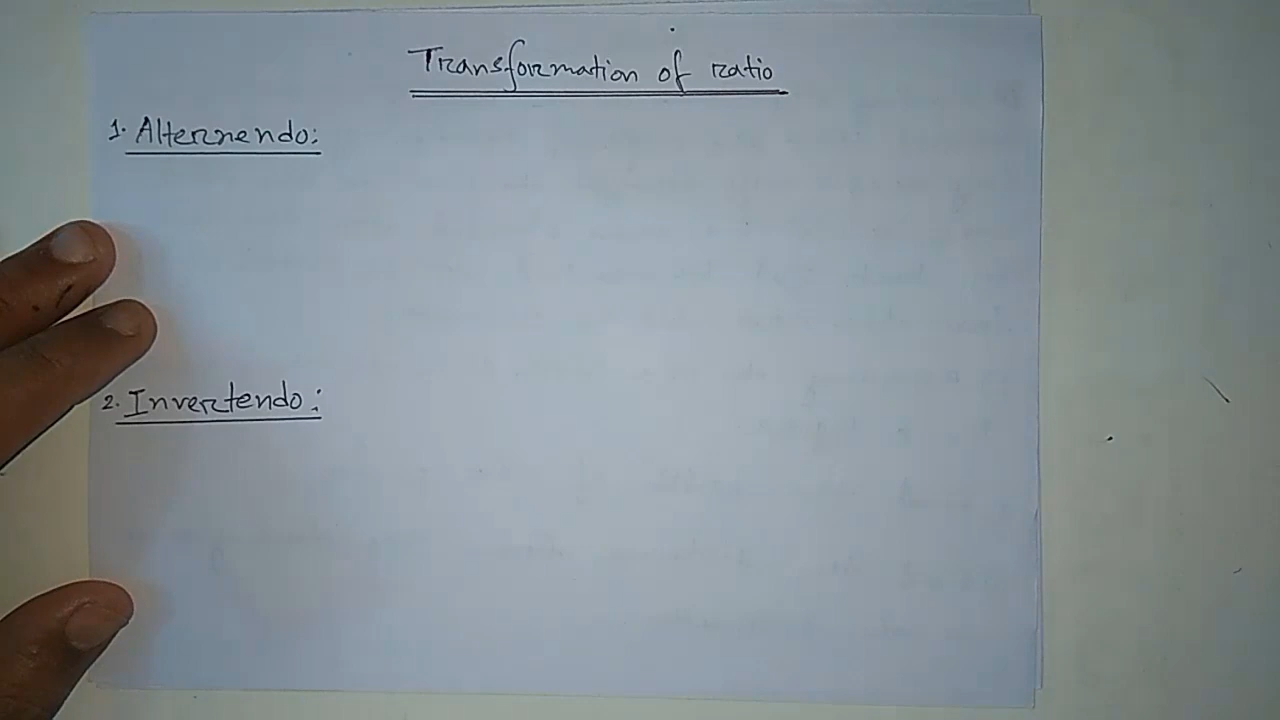 Transformation of ratio
1. Alternendo:
2. Invertendo: